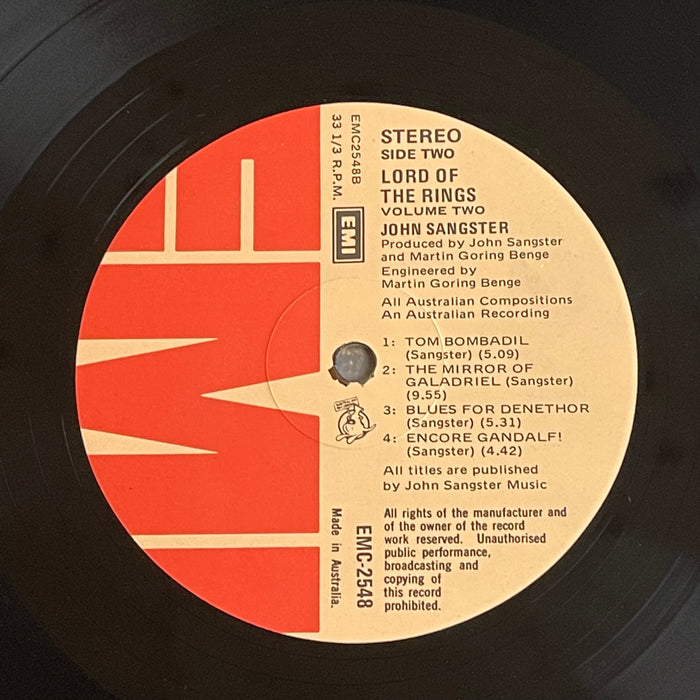 EMC2548B
33 1/3 R.P.M.
EMI
STEREO
SIDE TWO
LORD OF
THE RINGS
VOLUME TWO
JOHN SANGSTER
Produced by John Sangster
and Martin Goring Benge
Engineered by
Martin Goring Benge
All Australian Compositions
An Australian Recording
1: TOM BOMBADIL
(Sangster) (5.09)
2: THE MIRROR OF
GALADRIEL (Sangster)
(9.55)
3: BLUES FOR DENETHOR
(Sangster) (5.31)
4: ENCORE GANDALF!
(Sangster) (4.42)
All titles are published
by John Sangster Music
All rights of the manufacturer and
of the owner of the record
work reserved. Unauthorised
public performance,
broadcasting and
copying of
this record
prohibited.
EMC-2548
Made in Australia.
EMI